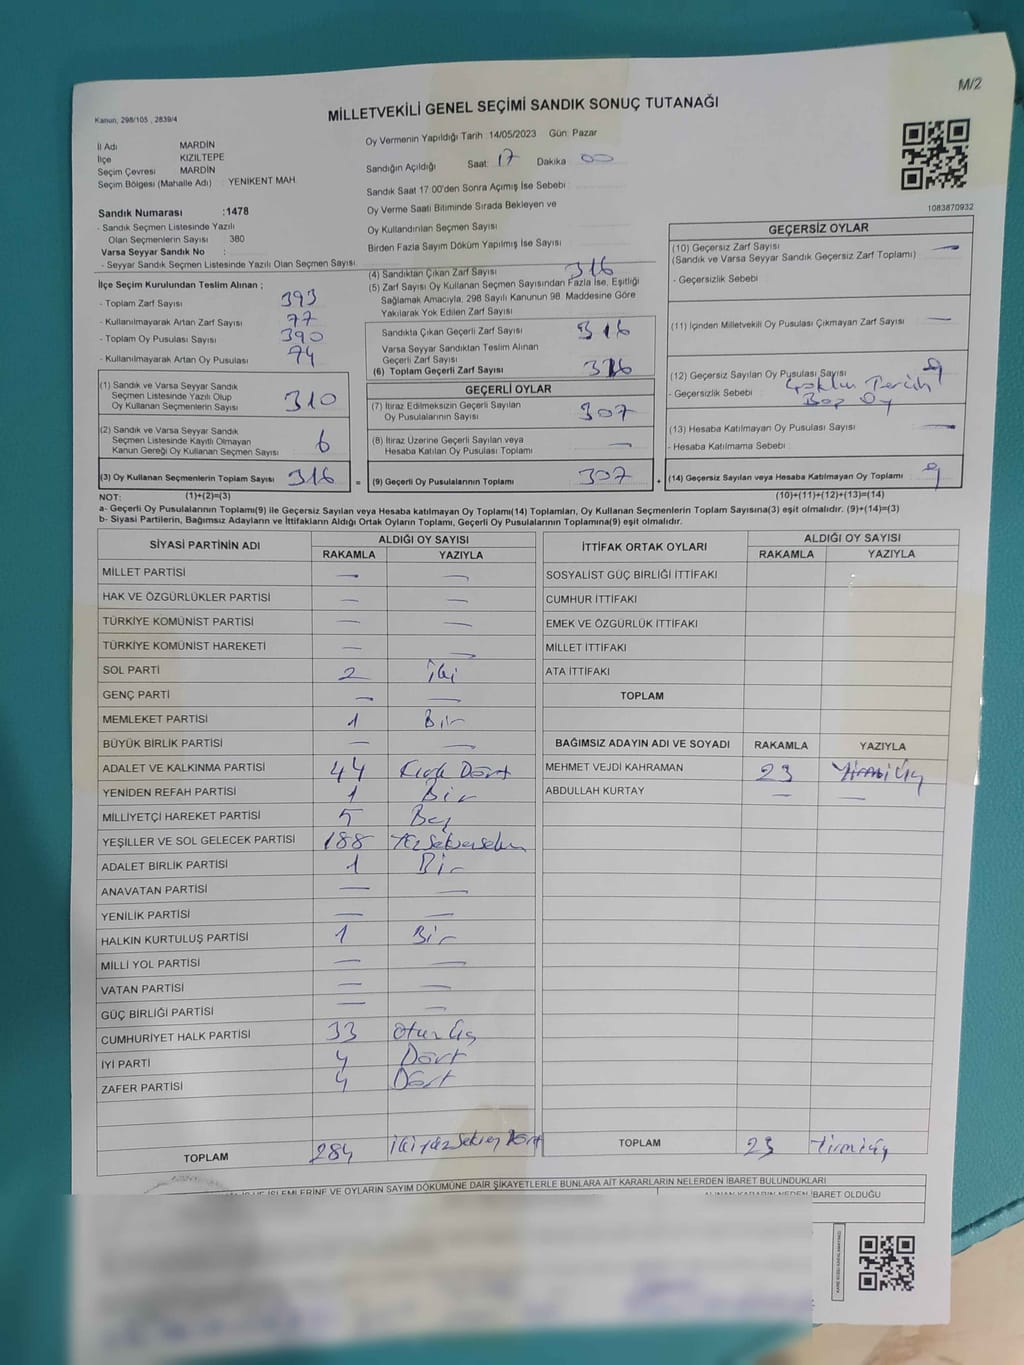 M/2
Kanun, 298/105 , 2839/4
MİLLETVEKİLİ GENEL SEÇİMİ SANDIK SONUÇ TUTANAĞI
İl Adı MARDİN
İlçe KIZILTEPE
Seçim Çevresi MARDİN
Seçim Bölgesi (Mahalle Adı) : YENİKENT MAH.
Sandık Numarası :1478
- Sandık Seçmen Listesinde Yazılı
Olan Seçmenlerin Sayısı 380
Varsa Seyyar Sandık No :
- Seyyar Sandık Seçmen Listesinde Yazılı Olan Seçmen Sayısı
Oy Vermenin Yapıldığı Tarih :14/05/2023 Gün: Pazar
Sandığın Açıldığı Saat: 17 Dakika 00
Sandık Saat 17:00'den Sonra Açımış İse Sebebi :
Oy Verme Saati Bitiminde Sırada Bekleyen ve
Oy Kullandırılan Seçmen Sayısı
Birden Fazla Sayım Döküm Yapılmış İse Sayısı
1083870932
İlçe Seçim Kurulundan Teslim Alınan ;
- Toplam Zarf Sayısı 393
- Kullanılmayarak Artan Zarf Sayısı 77
- Toplam Oy Pusulası Sayısı 390
- Kullanılmayarak Artan Oy Pusulası 74
(1) Sandık ve Varsa Seyyar Sandık
Seçmen Listesinde Yazılı Olup
Oy Kullanan Seçmenlerin Sayısı 310
(2) Sandık ve Varsa Seyyar Sandık
Seçmen Listesinde Kayıtlı Olmayan
Kanun Gereği Oy Kullanan Seçmen Sayısı 6
(3) Oy Kullanan Seçmenlerin Toplam Sayısı 316
(4) Sandıktan Çıkan Zarf Sayısı 316
(5) Zarf Sayısı Oy Kullanan Seçmen Sayısından Fazla İse, Eşitliği
Sağlamak Amacıyla, 298 Sayılı Kanunun 98. Maddesine Göre
Yakılarak Yok Edilen Zarf Sayısı
Sandıkta Çıkan Geçerli Zarf Sayısı 316
Varsa Seyyar Sandıktan Teslim Alınan
Geçerli Zarf Sayısı
(6) Toplam Geçerli Zarf Sayısı 316
GEÇERLİ OYLAR
(7) İtiraz Edilmeksizin Geçerli Sayılan
Oy Pusulalarının Sayısı 307
(8) İtiraz Üzerine Geçerli Sayılan veya
Hesaba Katılan Oy Pusulası Toplamı —
= (9) Geçerli Oy Pusulalarının Toplamı 307
GEÇERSİZ OYLAR
(10) Geçersiz Zarf Sayısı —
(Sandık ve Varsa Seyyar Sandık Geçersiz Zarf Toplamı)
- Geçersizlik Sebebi
(11) İçinden Milletvekili Oy Pusulası Çıkmayan Zarf Sayısı —
(12) Geçersiz Sayılan Oy Pusulası Sayısı 9
- Geçersizlik Sebebi Boş Oy
(13) Hesaba Katılmayan Oy Pusulası Sayısı —
- Hesaba Katılmama Sebebi :
+ (14) Geçersiz Sayılan veya Hesaba Katılmayan Oy Toplamı 9
NOT: (1)+(2)=(3) (10)+(11)+(12)+(13)=(14)
a- Geçerli Oy Pusulalarının Toplamı(9) ile Geçersiz Sayılan veya Hesaba katılmayan Oy Toplamı(14) Toplamları, Oy Kullanan Seçmenlerin Toplam Sayısına(3) eşit olmalıdır. (9)+(14)=(3)
b- Siyasi Partilerin, Bağımsız Adayların ve İttifakların Aldığı Ortak Oyların Toplamı, Geçerli Oy Pusulalarının Toplamına(9) eşit olmalıdır.
SİYASİ PARTİNİN ADI ALDIĞI OY SAYISI
RAKAMLA YAZIYLA
MİLLET PARTİSİ — —
HAK VE ÖZGÜRLÜKLER PARTİSİ — —
TÜRKİYE KOMÜNİST PARTİSİ — —
TÜRKİYE KOMÜNİST HAREKETİ — —
SOL PARTİ 2 İki
GENÇ PARTİ — —
MEMLEKET PARTİSİ 1 Bir
BÜYÜK BİRLİK PARTİSİ — —
ADALET VE KALKINMA PARTİSİ 44 Kırk Dört
YENİDEN REFAH PARTİSİ 1 Bir
MİLLİYETÇİ HAREKET PARTİSİ 5 Beş
YEŞİLLER VE SOL GELECEK PARTİSİ 188
ADALET BİRLİK PARTİSİ 1 Bir
ANAVATAN PARTİSİ — —
YENİLİK PARTİSİ — —
HALKIN KURTULUŞ PARTİSİ 1 Bir
MİLLİ YOL PARTİSİ — —
VATAN PARTİSİ — —
GÜÇ BİRLİĞİ PARTİSİ — —
CUMHURİYET HALK PARTİSİ 33 Otuz Üç
İYİ PARTİ 4 Dört
ZAFER PARTİSİ 4 Dört
TOPLAM 284 İkiyüz Seksen Dört
İTTİFAK ORTAK OYLARI ALDIĞI OY SAYISI
RAKAMLA YAZIYLA
SOSYALİST GÜÇ BİRLİĞİ İTTİFAKI
CUMHUR İTTİFAKI
EMEK VE ÖZGÜRLÜK İTTİFAKI
MİLLET İTTİFAKI
ATA İTTİFAKI
TOPLAM
BAĞIMSIZ ADAYIN ADI VE SOYADI RAKAMLA YAZIYLA
MEHMET VEJDİ KAHRAMAN 23 Yirmi Üç
ABDULLAH KURTAY — —
TOPLAM 23 Yirmi üç
İŞLEMLERİNE VE OYLARIN SAYIM DÖKÜMÜNE DAİR ŞİKAYETLERLE BUNLARA AİT KARARLARIN NELERDEN İBARET BULUNDUKLARI
ALINAN KARARIN NEDEN İBARET OLDUĞU